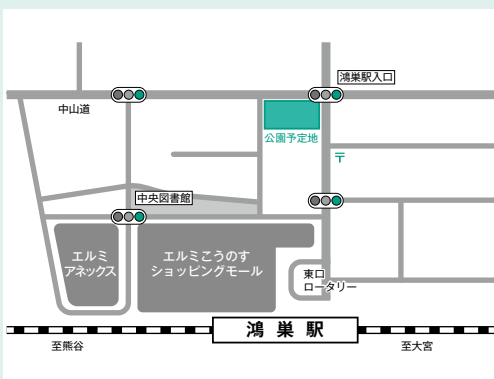 鴻巣駅入口
中山道
公園予定地
〒
中央図書館
エルミ
アネックス
エルミこうのす
ショッピングモール
東口
ロータリー
鴻巣駅
至熊谷
至大宮